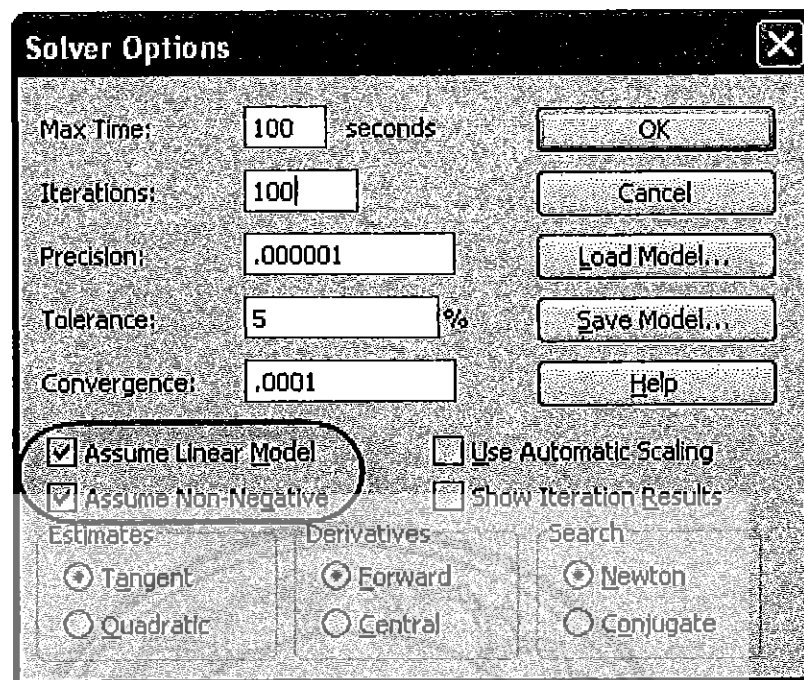 Solver Options
Max Time: 100 seconds OK
Iterations: 100 Cancel
Precision: .000001 Load Model...
Tolerance: 5 % Save Model...
Convergence: .0001 Help
Assume Linear Model Use Automatic Scaling
Assume Non-Negative Show Iteration Results
Estimates Derivatives Search
Tangent Forward Newton
Quadratic Central Conjugate